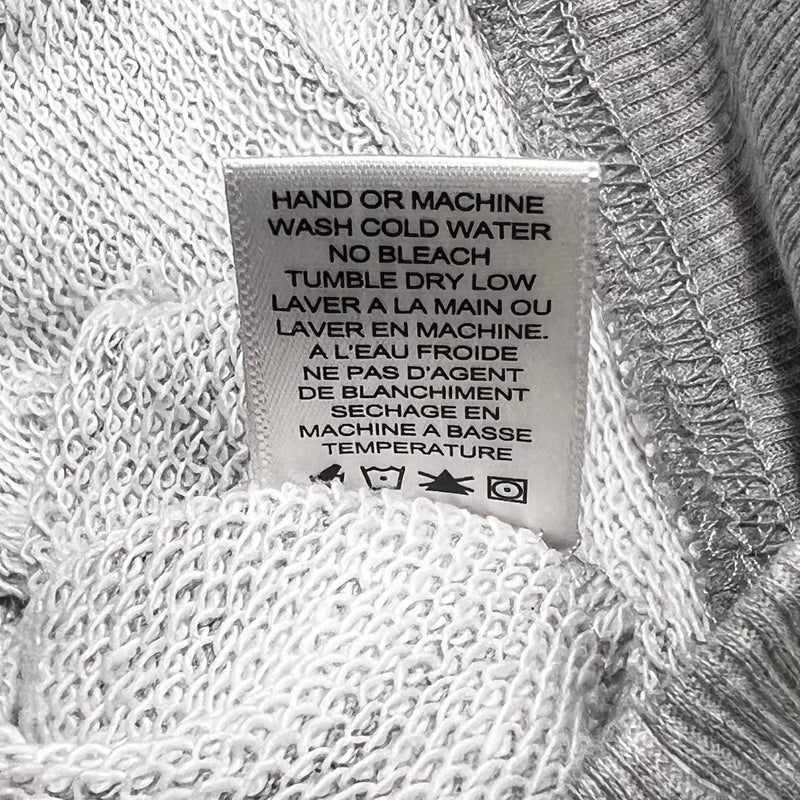 HAND OR MACHINE
WASH COLD WATER
NO BLEACH
TUMBLE DRY LOW
LAVER A LA MAIN OU
LAVER EN MACHINE.
A L'EAU FROIDE
NE PAS D'AGENT
DE BLANCHIMENT
SECHAGE EN
MACHINE A BASSE
TEMPERATURE